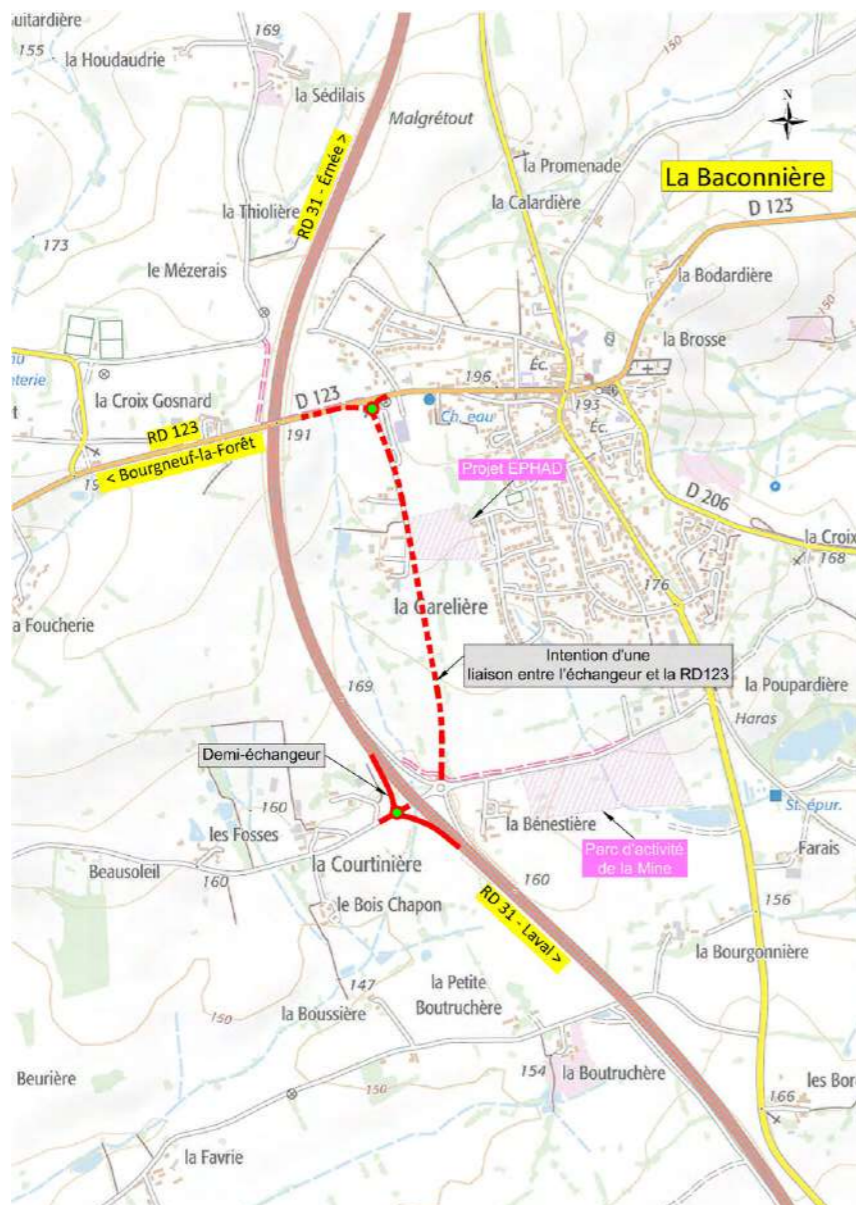 uitardière
169
la Houdaudrie
155
150
la Sédilais
Malgrétout
N
la Promenade
La Baconnière
la Calardière
RD 31 - Ernée >
D 123
la Thiolière
173
le Mézerais
la Bodardière
150
la Brosse
Éc.
196
D 123
la Croix Gosnard
Ch. eau
193
Éc.
191
RD 123
< Bourgneuf-la-Forêt
Projet EPHAD
D 206
la Croix
168
176
la Garelière
a Foucherie
Intention d'une
liaison entre l'échangeur et la RD123
la Poupardière
169
Haras
Demi-échangeur
160
St. épur.
les Fosses
la Bénestière
Parc d'activité
de la Mine
Farais
Beausoleil
160
la Courtinière
160
156
le Bois Chapon
RD 31 - Laval >
la Bourgonnière
la Petite
Boutruchère
147
150
la Boussière
Beurière
150
154
la Boutruchère
les Bor
166
la Favrie